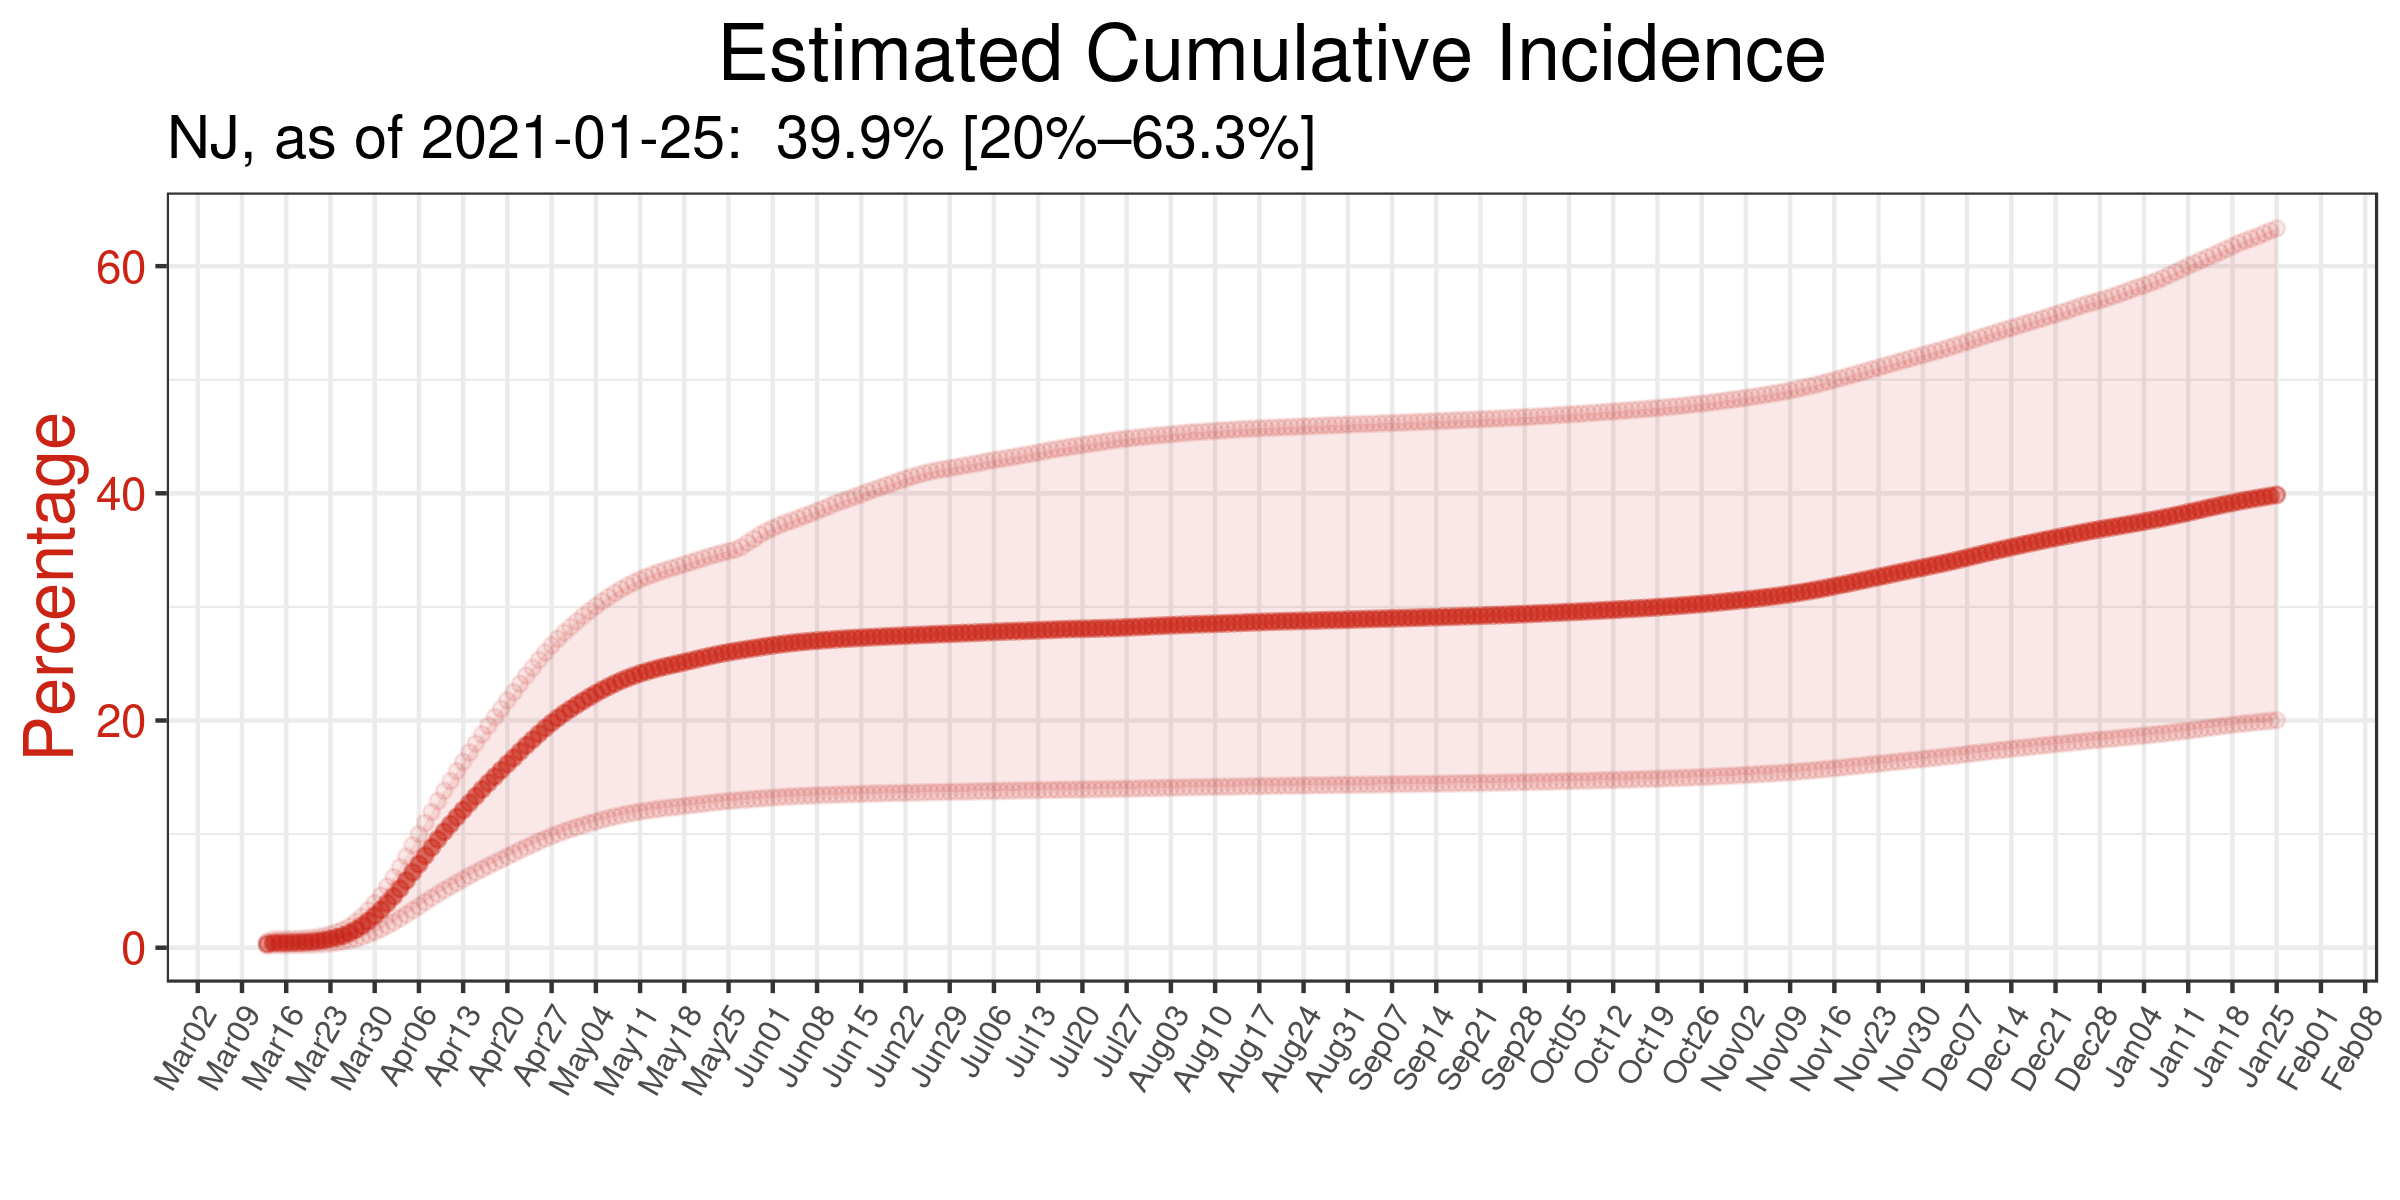 Estimated Cumulative Incidence
NJ, as of 2021-01-25:  39.9% [20%–63.3%]
Percentage
60
40
20
0
Mar02
Mar09
Mar16
Mar23
Mar30
Apr06
Apr13
Apr20
Apr27
May04
May11
May18
May25
Jun01
Jun08
Jun15
Jun22
Jun29
Jul06
Jul13
Jul20
Jul27
Aug03
Aug10
Aug17
Aug24
Aug31
Sep07
Sep14
Sep21
Sep28
Oct05
Oct12
Oct19
Oct26
Nov02
Nov09
Nov16
Nov23
Nov30
Dec07
Dec14
Dec21
Dec28
Jan04
Jan11
Jan18
Jan25
Feb01
Feb08